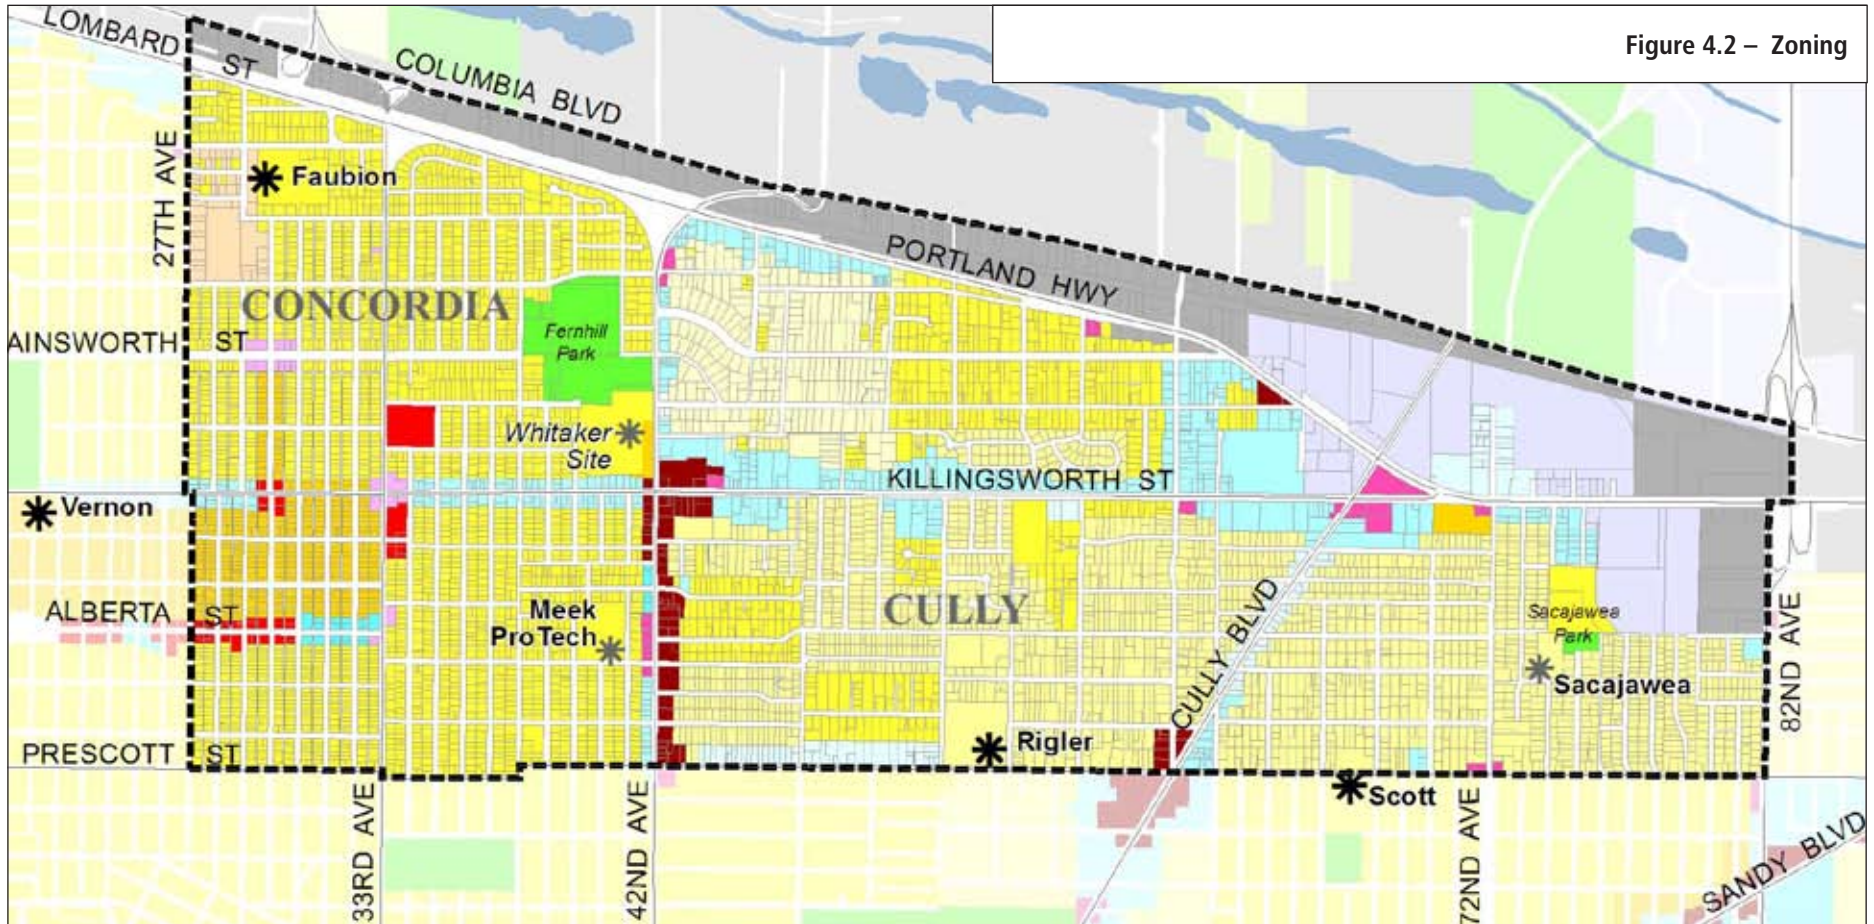 Figure 4.2 – Zoning
LOMBARD ST
COLUMBIA BLVD
27TH AVE
Faubion
PORTLAND HWY
CONCORDIA
Fernhill
Park
AINSWORTH ST
Whitaker
Site
KILLINGSWORTH ST
Vernon
CULLY
ALBERTA ST
Meek
ProTech
CULLY BLVD
Sacajawea
Park
82ND AVE
Sacajawea
PRESCOTT ST
Rigler
33RD AVE
42ND AVE
Scott
72ND AVE
SANDY BLVD